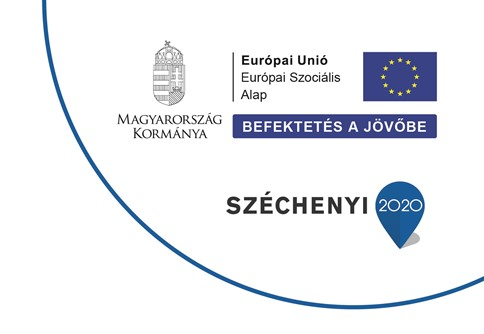 Európai Unió
Európai Szociális
Alap
MAGYARORSZÁG
KORMÁNYA
BEFEKTETÉS A JÖVŐBE
SZÉCHENYI 2020